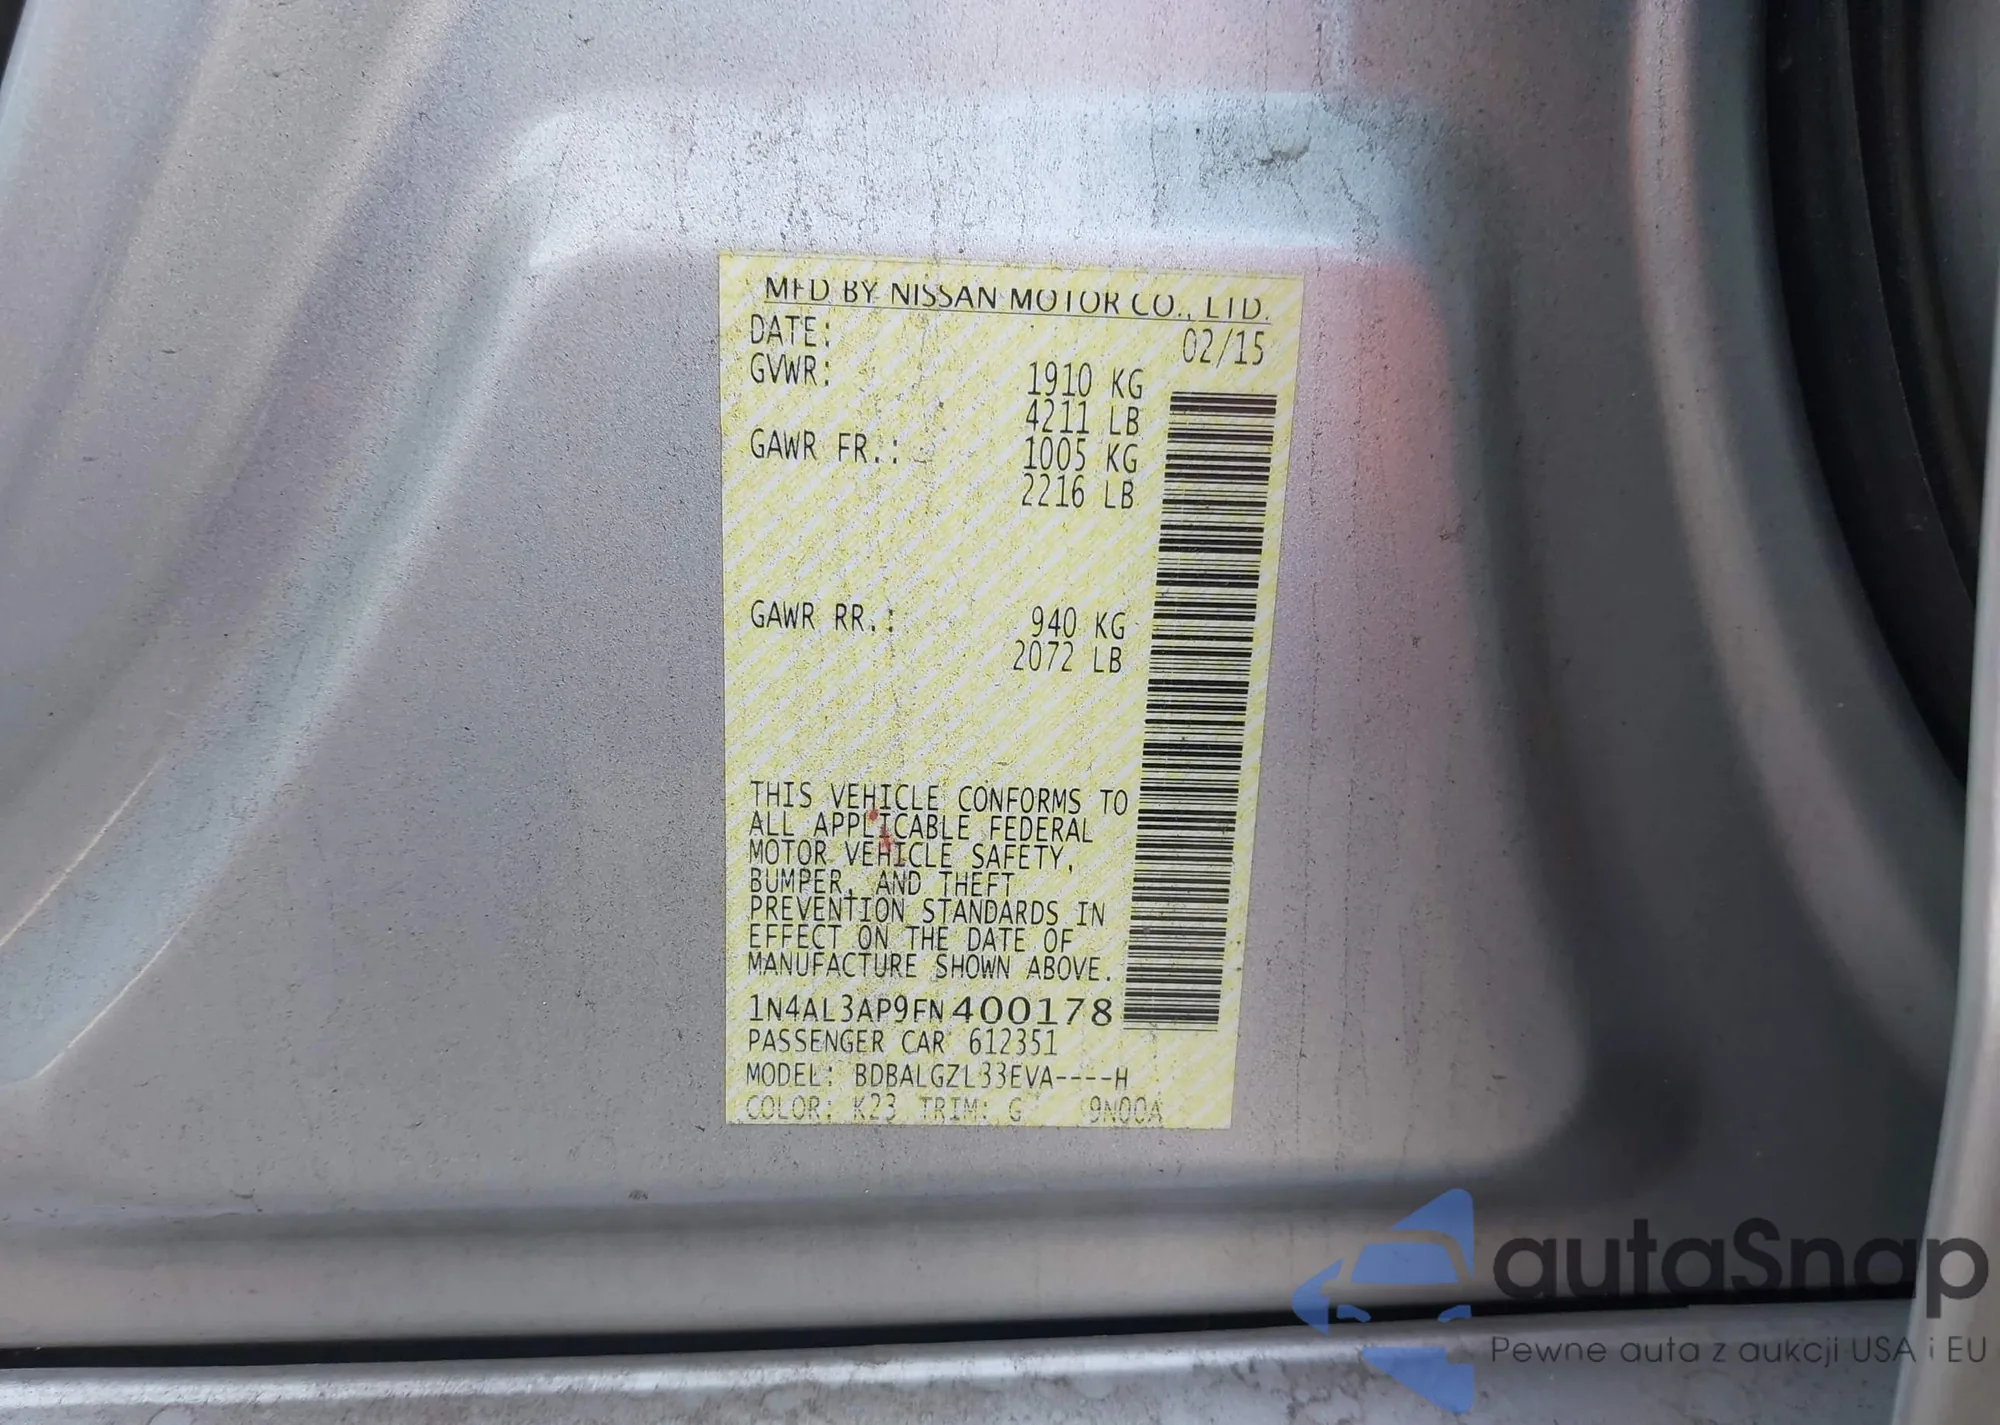 MFD BY NISSAN MOTOR CO., LTD.
DATE: 02/15
GVWR: 1910 KG
4211 LB
GAWR FR.: 1005 KG
2216 LB
GAWR RR.: 940 KG
2072 LB
THIS VEHICLE CONFORMS TO
ALL APPLICABLE FEDERAL
MOTOR VEHICLE SAFETY,
BUMPER, AND THEFT
PREVENTION STANDARDS IN
EFFECT ON THE DATE OF
MANUFACTURE SHOWN ABOVE.
1N4AL3AP9FN400178
PASSENGER CAR 612351
MODEL: BDBALGZL33EVA----H
COLOR: K23 TRIM: G 9N00A
autaSnap
Pewne auta z aukcji USA i EU